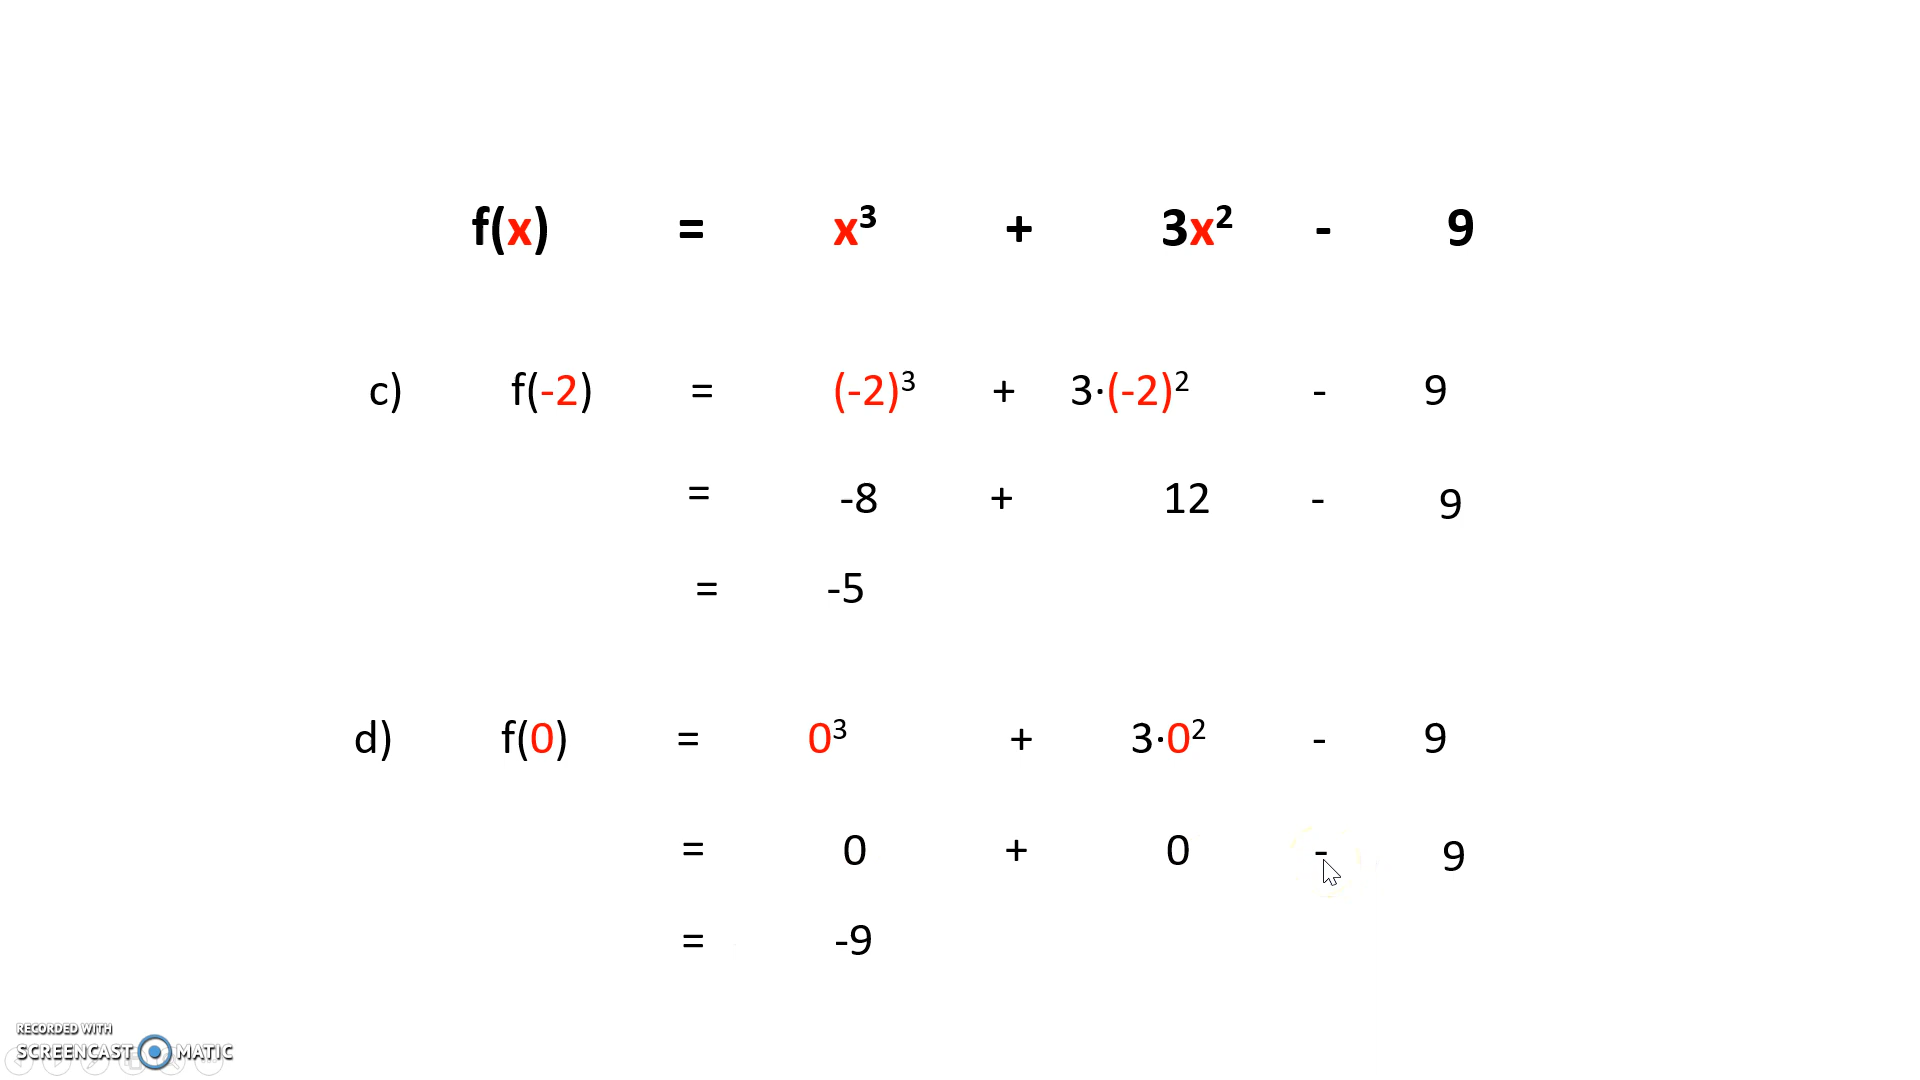 f(x) = x³ + 3x² - 9
c) f(-2) = (-2)³ + 3·(-2)² - 9
= -8 + 12 - 9
= -5
d) f(0) = 0³ + 3·0² - 9
= 0 + 0 - 9
= -9
RECORDED WITH
SCREENCAST MATIC